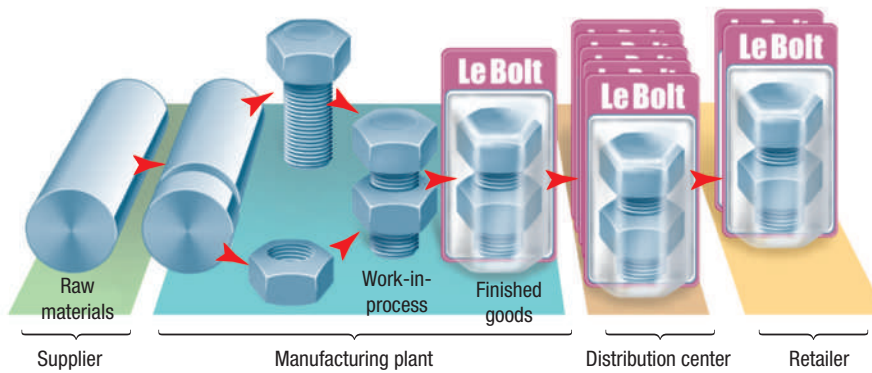 Le Bolt
Le Bolt
Le Bolt
Raw
materials
Work-in-
process
Finished
goods
Supplier
Manufacturing plant
Distribution center
Retailer